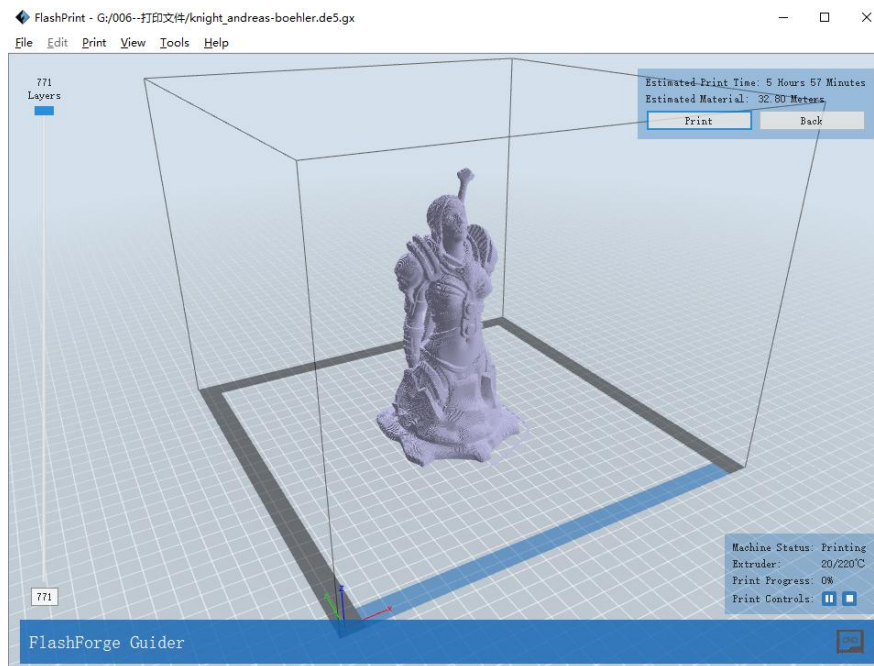 FlashPrint - G:/006--打印文件/knight_andreas-boehler.de5.gx
File Edit Print View Tools Help
771
Layers
Estimated Print Time: 5 Hours 57 Minutes
Estimated Material: 32.80 Meters
Print Back
z
y
x
Machine Status: Printing
Extruder: 20/220℃
Print Progress: 0%
Print Controls:
771
FlashForge Guider